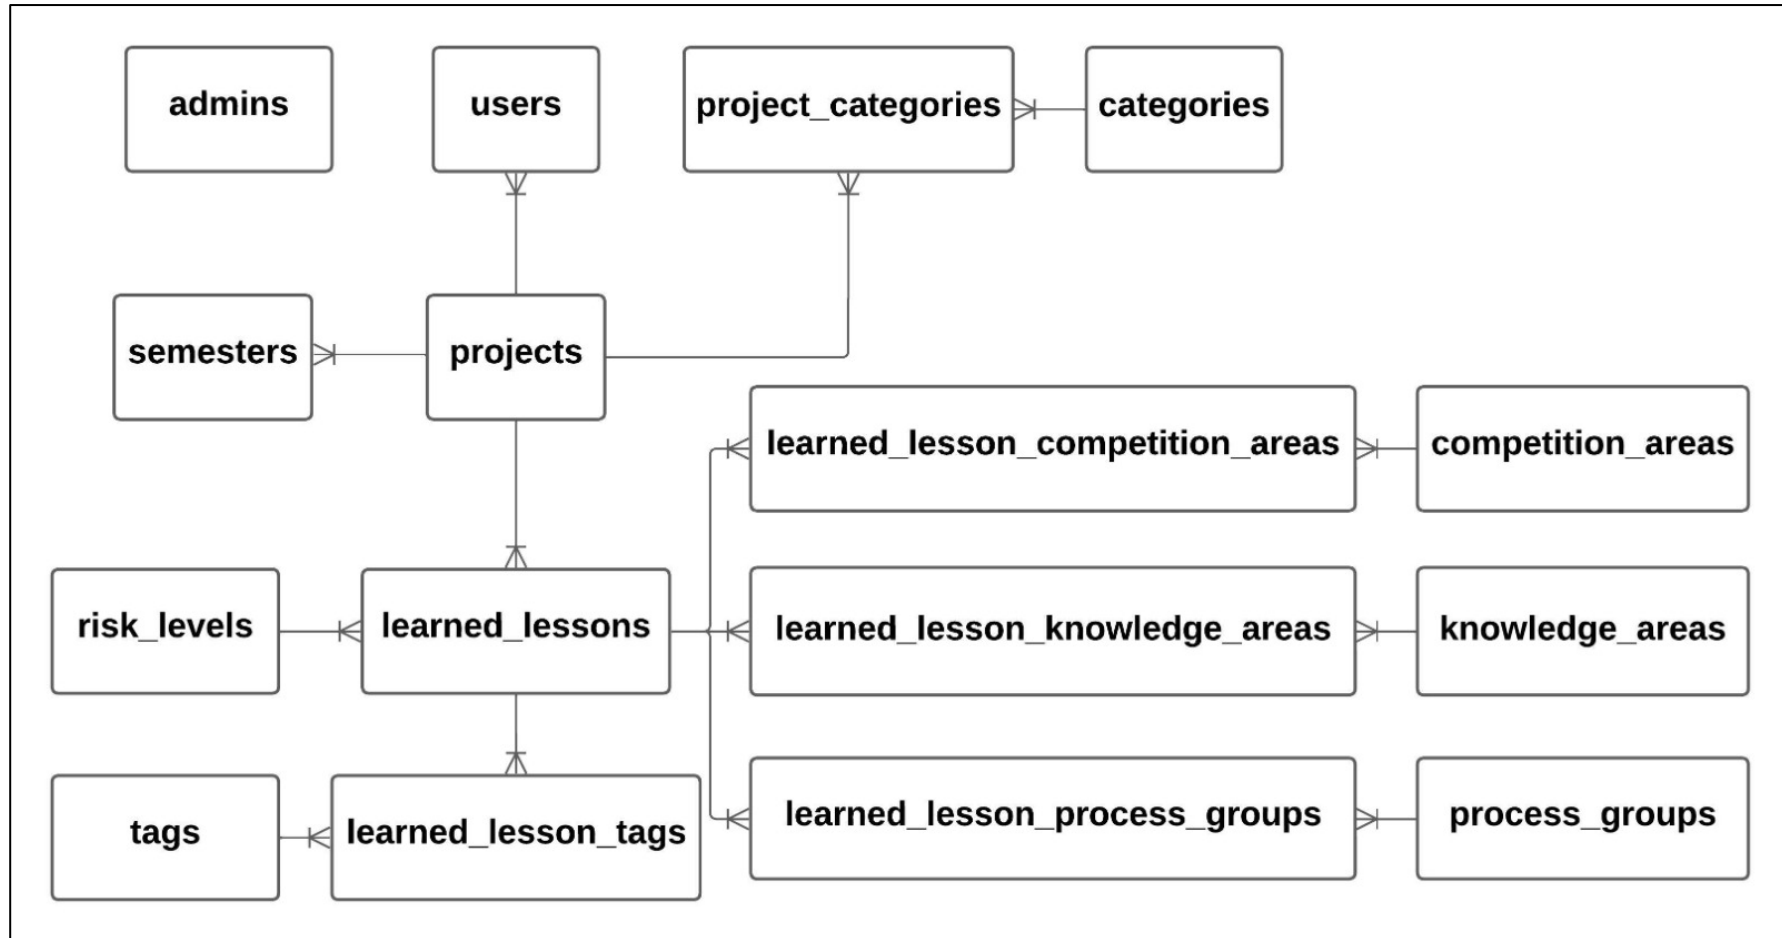 admins
users
project_categories
categories
semesters
projects
learned_lesson_competition_areas
competition_areas
risk_levels
learned_lessons
learned_lesson_knowledge_areas
knowledge_areas
tags
learned_lesson_tags
learned_lesson_process_groups
process_groups